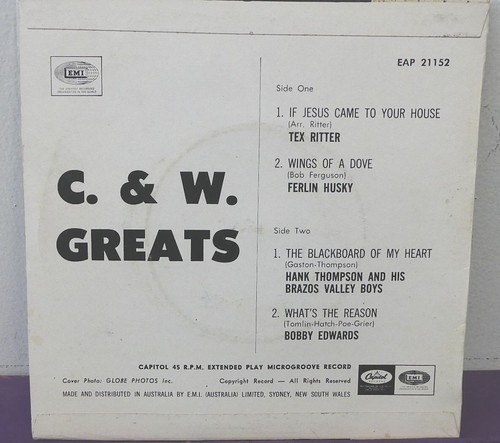 EAP 21152
EMI
C. & W.
GREATS
Side One
1. IF JESUS CAME TO YOUR HOUSE
(Arr. Ritter)
TEX RITTER
2. WINGS OF A DOVE
(Bob Ferguson)
FERLIN HUSKY
Side Two
1. THE BLACKBOARD OF MY HEART
(Gaston-Thompson)
HANK THOMPSON AND HIS
BRAZOS VALLEY BOYS
2. WHAT'S THE REASON
(Tomlin-Hatch-Poe-Grier)
BOBBY EDWARDS
CAPITOL 45 R.P.M. EXTENDED PLAY MICROGROOVE RECORD
Cover Photo: GLOBE PHOTOS Inc. Copyright Record — All Rights Reserved
MADE AND DISTRIBUTED IN AUSTRALIA BY E.M.I. (AUSTRALIA) LIMITED, SYDNEY, NEW SOUTH WALES
Capitol
EMI